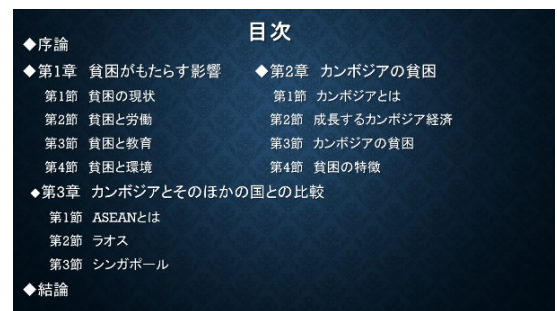 目次
◆序論
◆第1章 貧困がもたらす影響
第1節 貧困の現状
第2節 貧困と労働
第3節 貧困と教育
第4節 貧困と環境
◆第2章 カンボジアの貧困
第1節 カンボジアとは
第2節 成長するカンボジア経済
第3節 カンボジアの貧困
第4節 貧困の特徴
◆第3章 カンボジアとそのほかの国との比較
第1節 ASEANとは
第2節 ラオス
第3節 シンガポール
◆結論